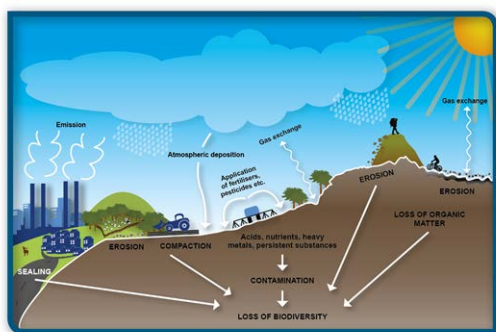 Emission
Gas exchange
Gas exchange
Atmospheric deposition
Application
of fertilisers,
pesticides etc.
EROSION
EROSION
EROSION
COMPACTION
Acids, nutrients, heavy
metals, persistent substances
LOSS OF ORGANIC
MATTER
SEALING
CONTAMINATION
LOSS OF BIODIVERSITY